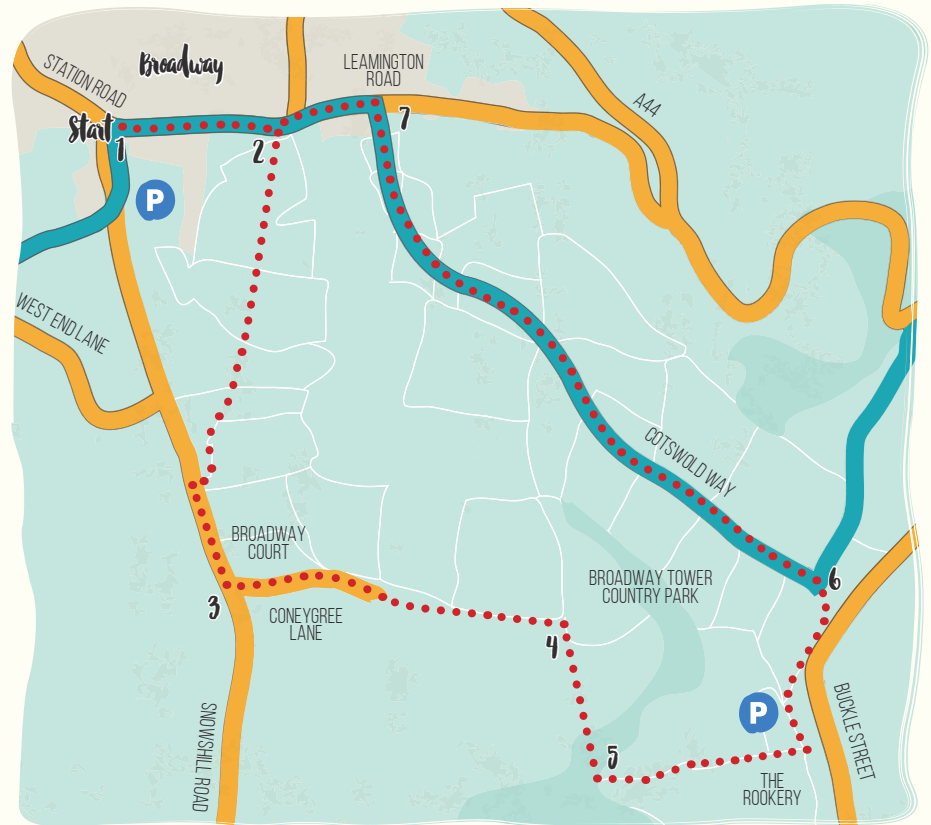 Broadway
STATION ROAD
LEAMINGTON
ROAD
A44
Start
1
2
7
P
WEST END LANE
COTSWOLD WAY
BROADWAY
COURT
BROADWAY TOWER
COUNTRY PARK
6
3
CONEYGREE
LANE
4
P
BUCKLE STREET
SNOWSHILL ROAD
5
THE
ROOKERY